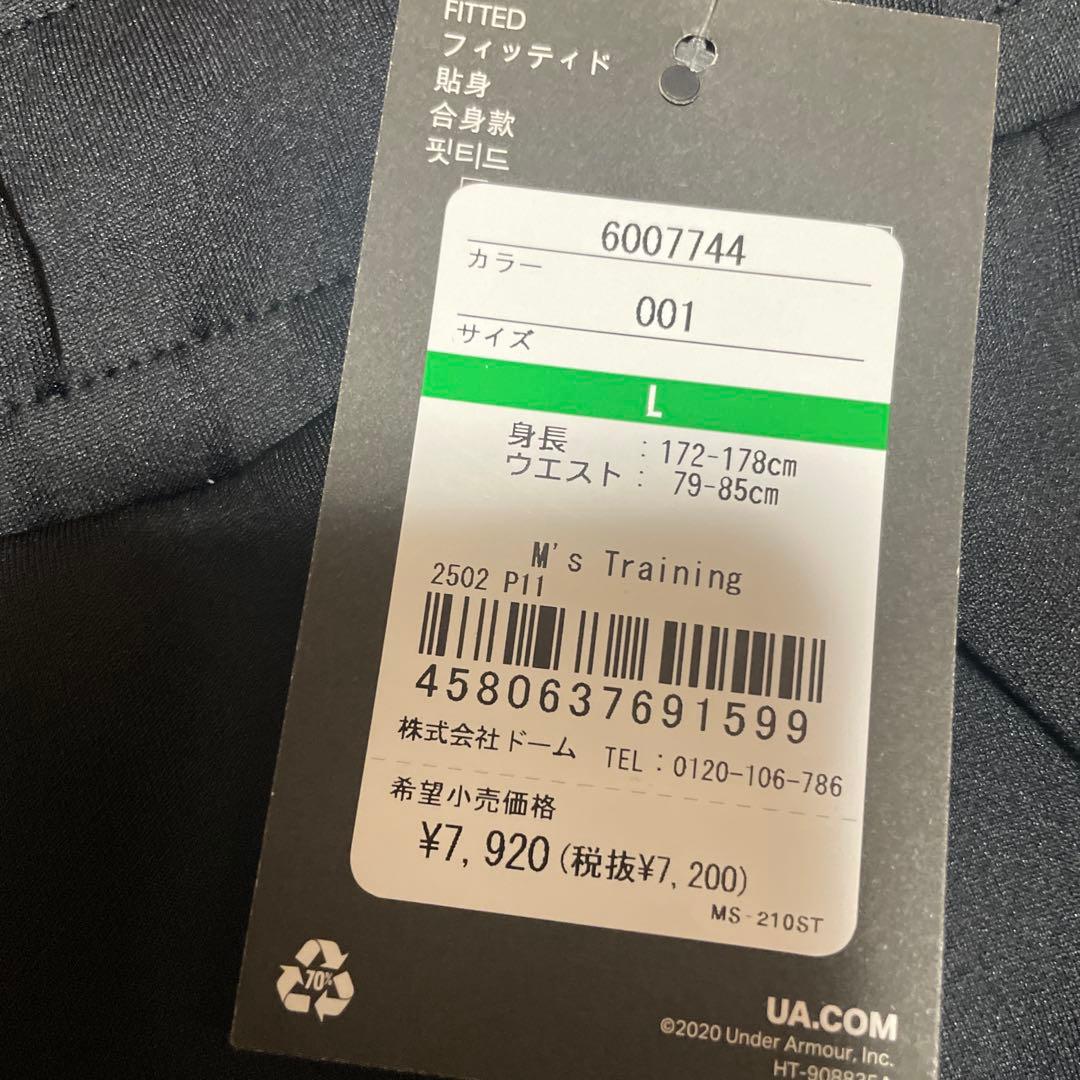 FITTED
フィッティド
貼身
合身款
핏티드
6007744
カラー
001
サイズ
L
身長 : 172-178cm
ウエスト : 79-85cm
M's Training
2502 P11
4580637691599
株式会社ドーム TEL : 0120-106-786
希望小売価格
¥7,920 (税抜¥7,200)
MS-210ST
70%
UA.COM
©2020 Under Armour, Inc.